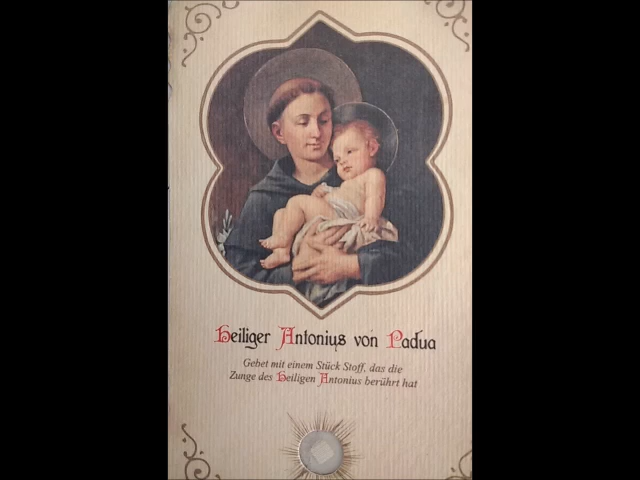 Heiliger Antonius von Padua
Gebet mit einem Stück Stoff, das die
Zunge des Heiligen Antonius berührt hat